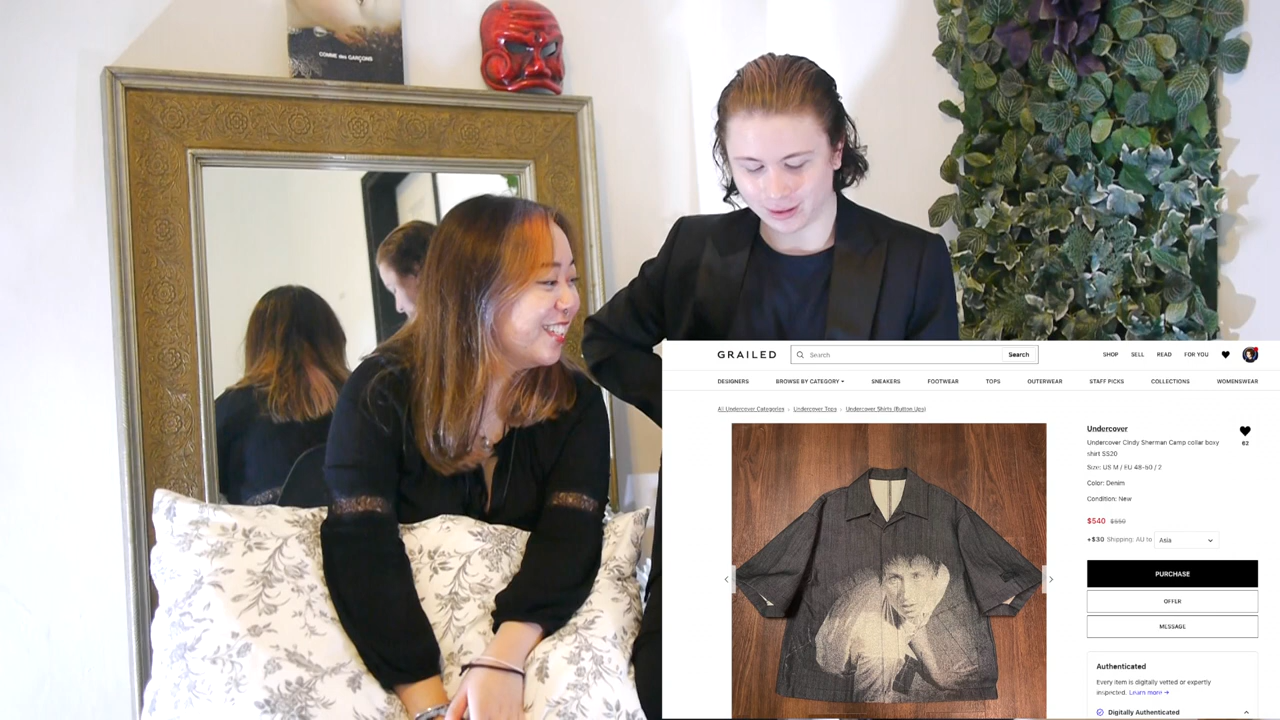 COMME des GARÇONS
GRAILED
Search
Search
SHOP
SELL
READ
FOR YOU
DESIGNERS
BROWSE BY CATEGORY
SNEAKERS
FOOTWEAR
TOPS
OUTERWEAR
STAFF PICKS
COLLECTIONS
WOMENSWEAR
All Undercover Categories
Undercover Tops
Undercover Shirts (Button Ups)
Undercover
62
Undercover Cindy Sherman Camp collar boxy
shirt SS20
Size: US M / EU 48-50 / 2
Color: Denim
Condition: New
$540 $550
+$30 Shipping: AU to Asia
PURCHASE
OFFER
MESSAGE
Authenticated
Every item is digitally vetted or expertly
inspected. Learn more →
Digitally Authenticated